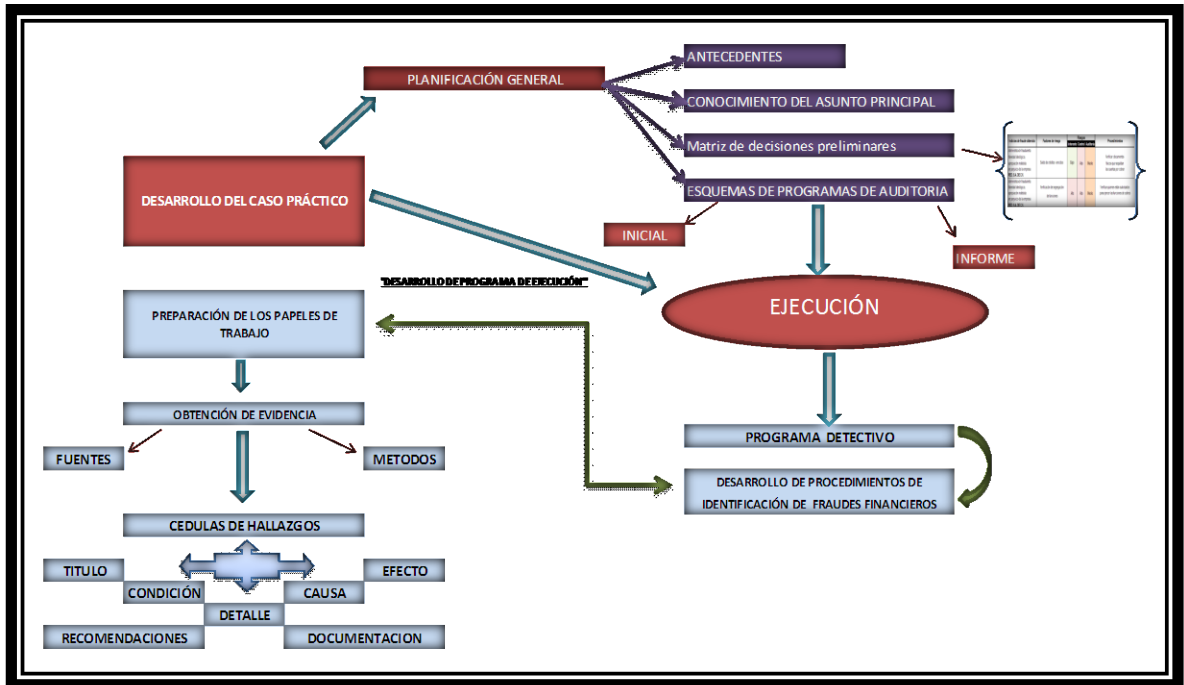 ANTECEDENTES
PLANIFICACIÓN GENERAL
CONOCIMIENTO DEL ASUNTO PRINCIPAL
Matriz de decisiones preliminares
DESARROLLO DEL CASO PRÁCTICO
ESQUEMAS DE PROGRAMAS DE AUDITORIA
INICIAL
INFORME
"DESARROLLO DE PROGRAMA DE EJECUCIÓN"
EJECUCIÓN
PREPARACIÓN DE LOS PAPELES DE
TRABAJO
OBTENCIÓN DE EVIDENCIA
FUENTES
METODOS
PROGRAMA DETECTIVO
DESARROLLO DE PROCEDIMIENTOS DE
IDENTIFICACIÓN DE FRAUDES FINANCIEROS
CEDULAS DE HALLAZGOS
TITULO
EFECTO
CONDICIÓN
CAUSA
DETALLE
RECOMENDACIONES
DOCUMENTACION